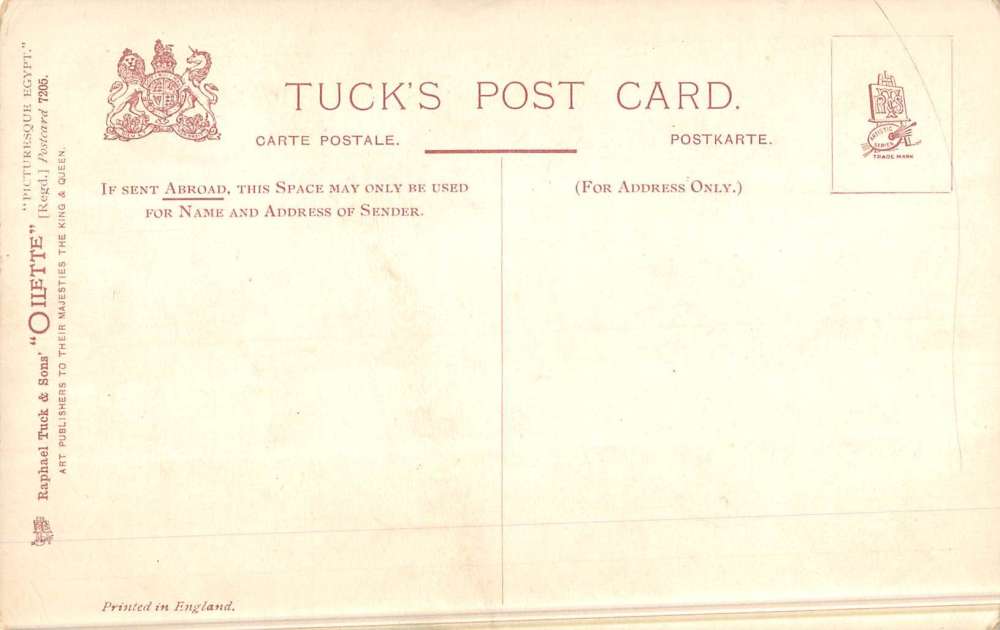 TUCK'S POST CARD.
CARTE POSTALE.
POSTKARTE.
IF SENT ABROAD, THIS SPACE MAY ONLY BE USED
FOR NAME AND ADDRESS OF SENDER.
(FOR ADDRESS ONLY.)
ARTISTIC
SERIES
TRADE MARK
Raphael Tuck & Sons' "OILETTE" [Regd.] Postcard 7205.
"PICTURESQUE EGYPT."
ART PUBLISHERS TO THEIR MAJESTIES THE KING & QUEEN.
Printed in England.